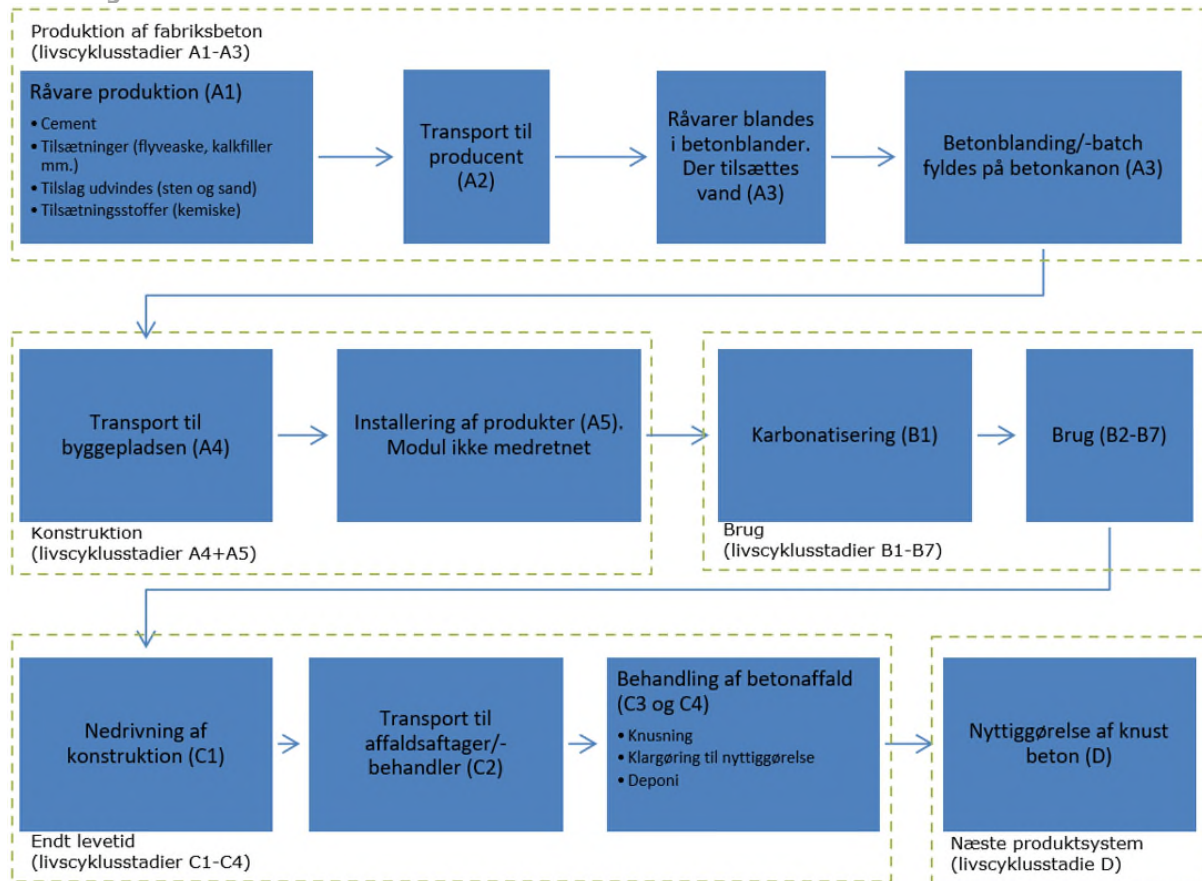 Produktion af fabriksbeton
(livscyklusstadier A1-A3)
Råvare produktion (A1)
• Cement
• Tilsætninger (flyveaske, kalkfiller
mm.)
• Tilslag udvindes (sten og sand)
• Tilsætningsstoffer (kemiske)
Transport til
producent
(A2)
Råvarer blandes
i betonblander.
Der tilsættes
vand (A3)
Betonblanding/-batch
fyldes på betonkanon (A3)
Transport til
byggepladsen (A4)
Installering af produkter (A5).
Modul ikke medretnet
Konstruktion
(livscyklusstadier A4+A5)
Karbonatisering (B1)
Brug (B2-B7)
Brug
(livscyklusstadier B1-B7)
Nedrivning af
konstruktion (C1)
Transport til
affaldsaftager/-
behandler (C2)
Behandling af betonaffald
(C3 og C4)
• Knusning
• Klargøring til nyttiggørelse
• Deponi
Endt levetid
(livscyklusstadier C1-C4)
Nyttiggørelse af knust
beton (D)
Næste produktsystem
(livscyklusstadie D)